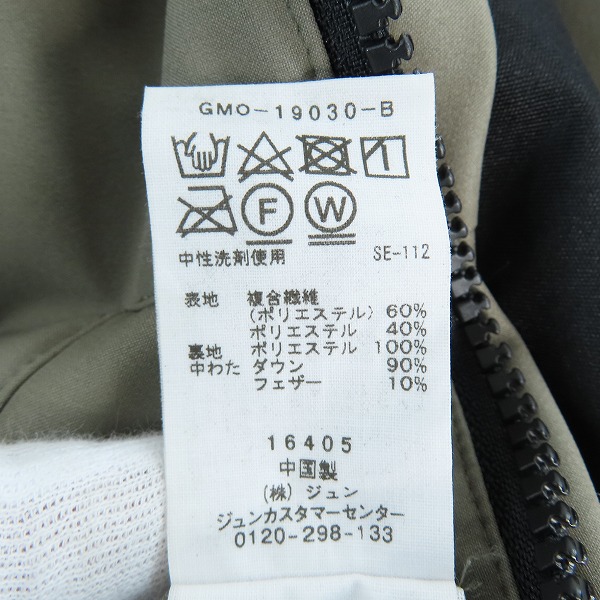 GMO-19030-B
F W
中性洗剤使用 SE-112
表地 複合繊維
(ポリエステル) 60%
ポリエステル 40%
裏地 ポリエステル 100%
中わた ダウン 90%
フェザー 10%
16405
中国製
(株) ジュン
ジュンカスタマーセンター
0120-298-133